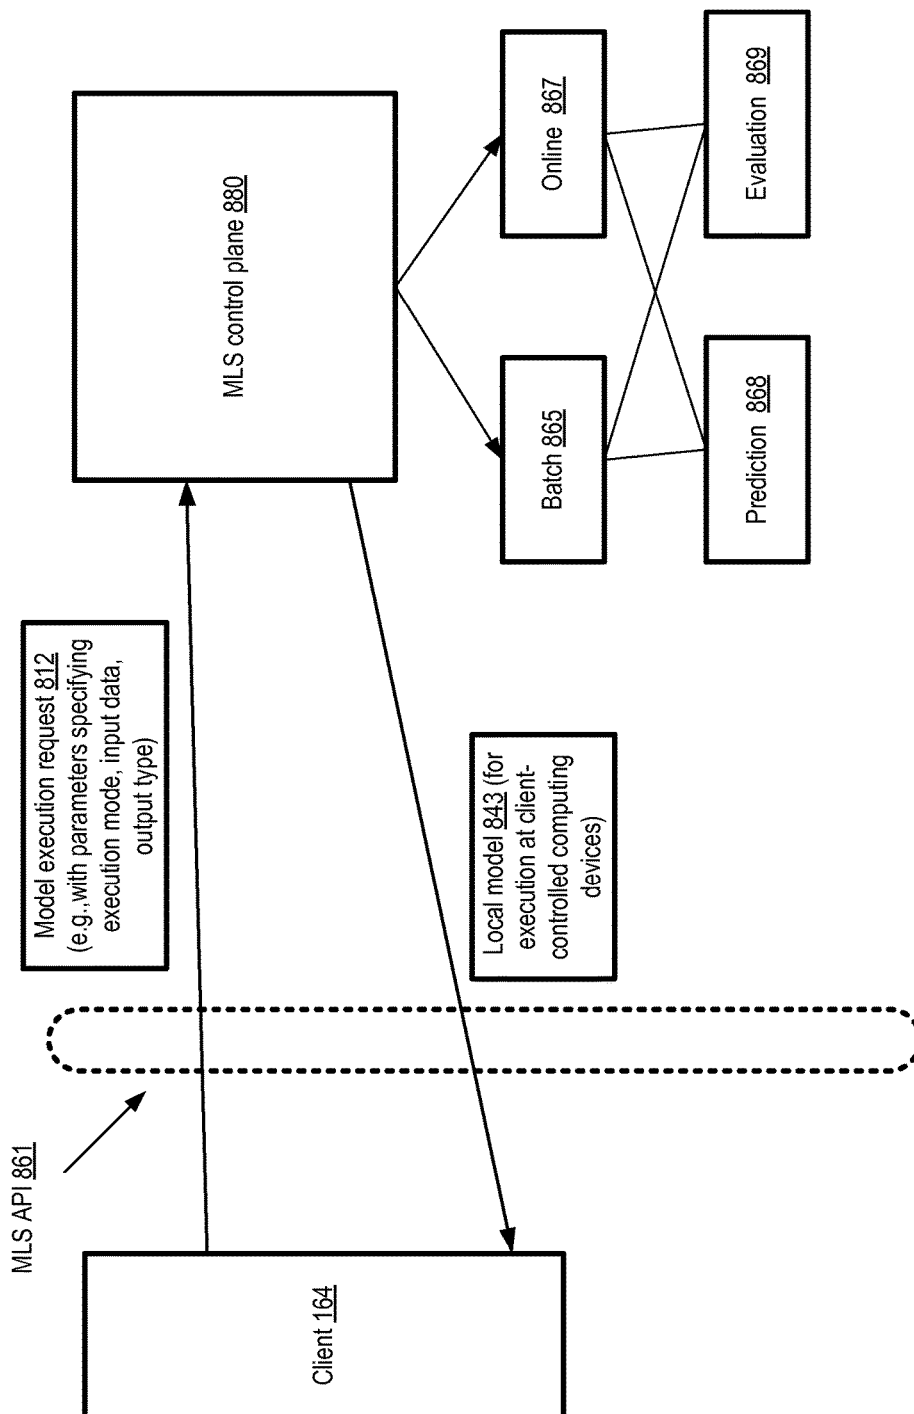 MLS API 861
Client 164
Model execution request 812
(e.g.,with parameters specifying
execution mode, input data,
output type)
Local model 843 (for
execution at client-
controlled computing
devices)
MLS control plane 880
Batch 865
Online 867
Prediction 868
Evaluation 869